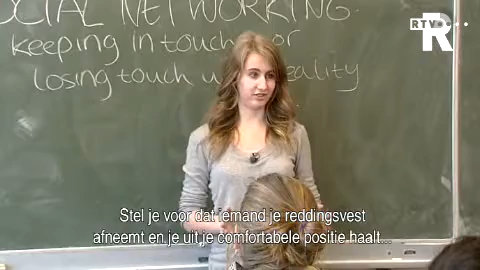 SOCIAL NETWORKING.
RTV
R
keeping in touch or
losing touch reality
Stel je voor dat iemand je reddingsvest
afneemt en je uit je comfortabele positie haalt...